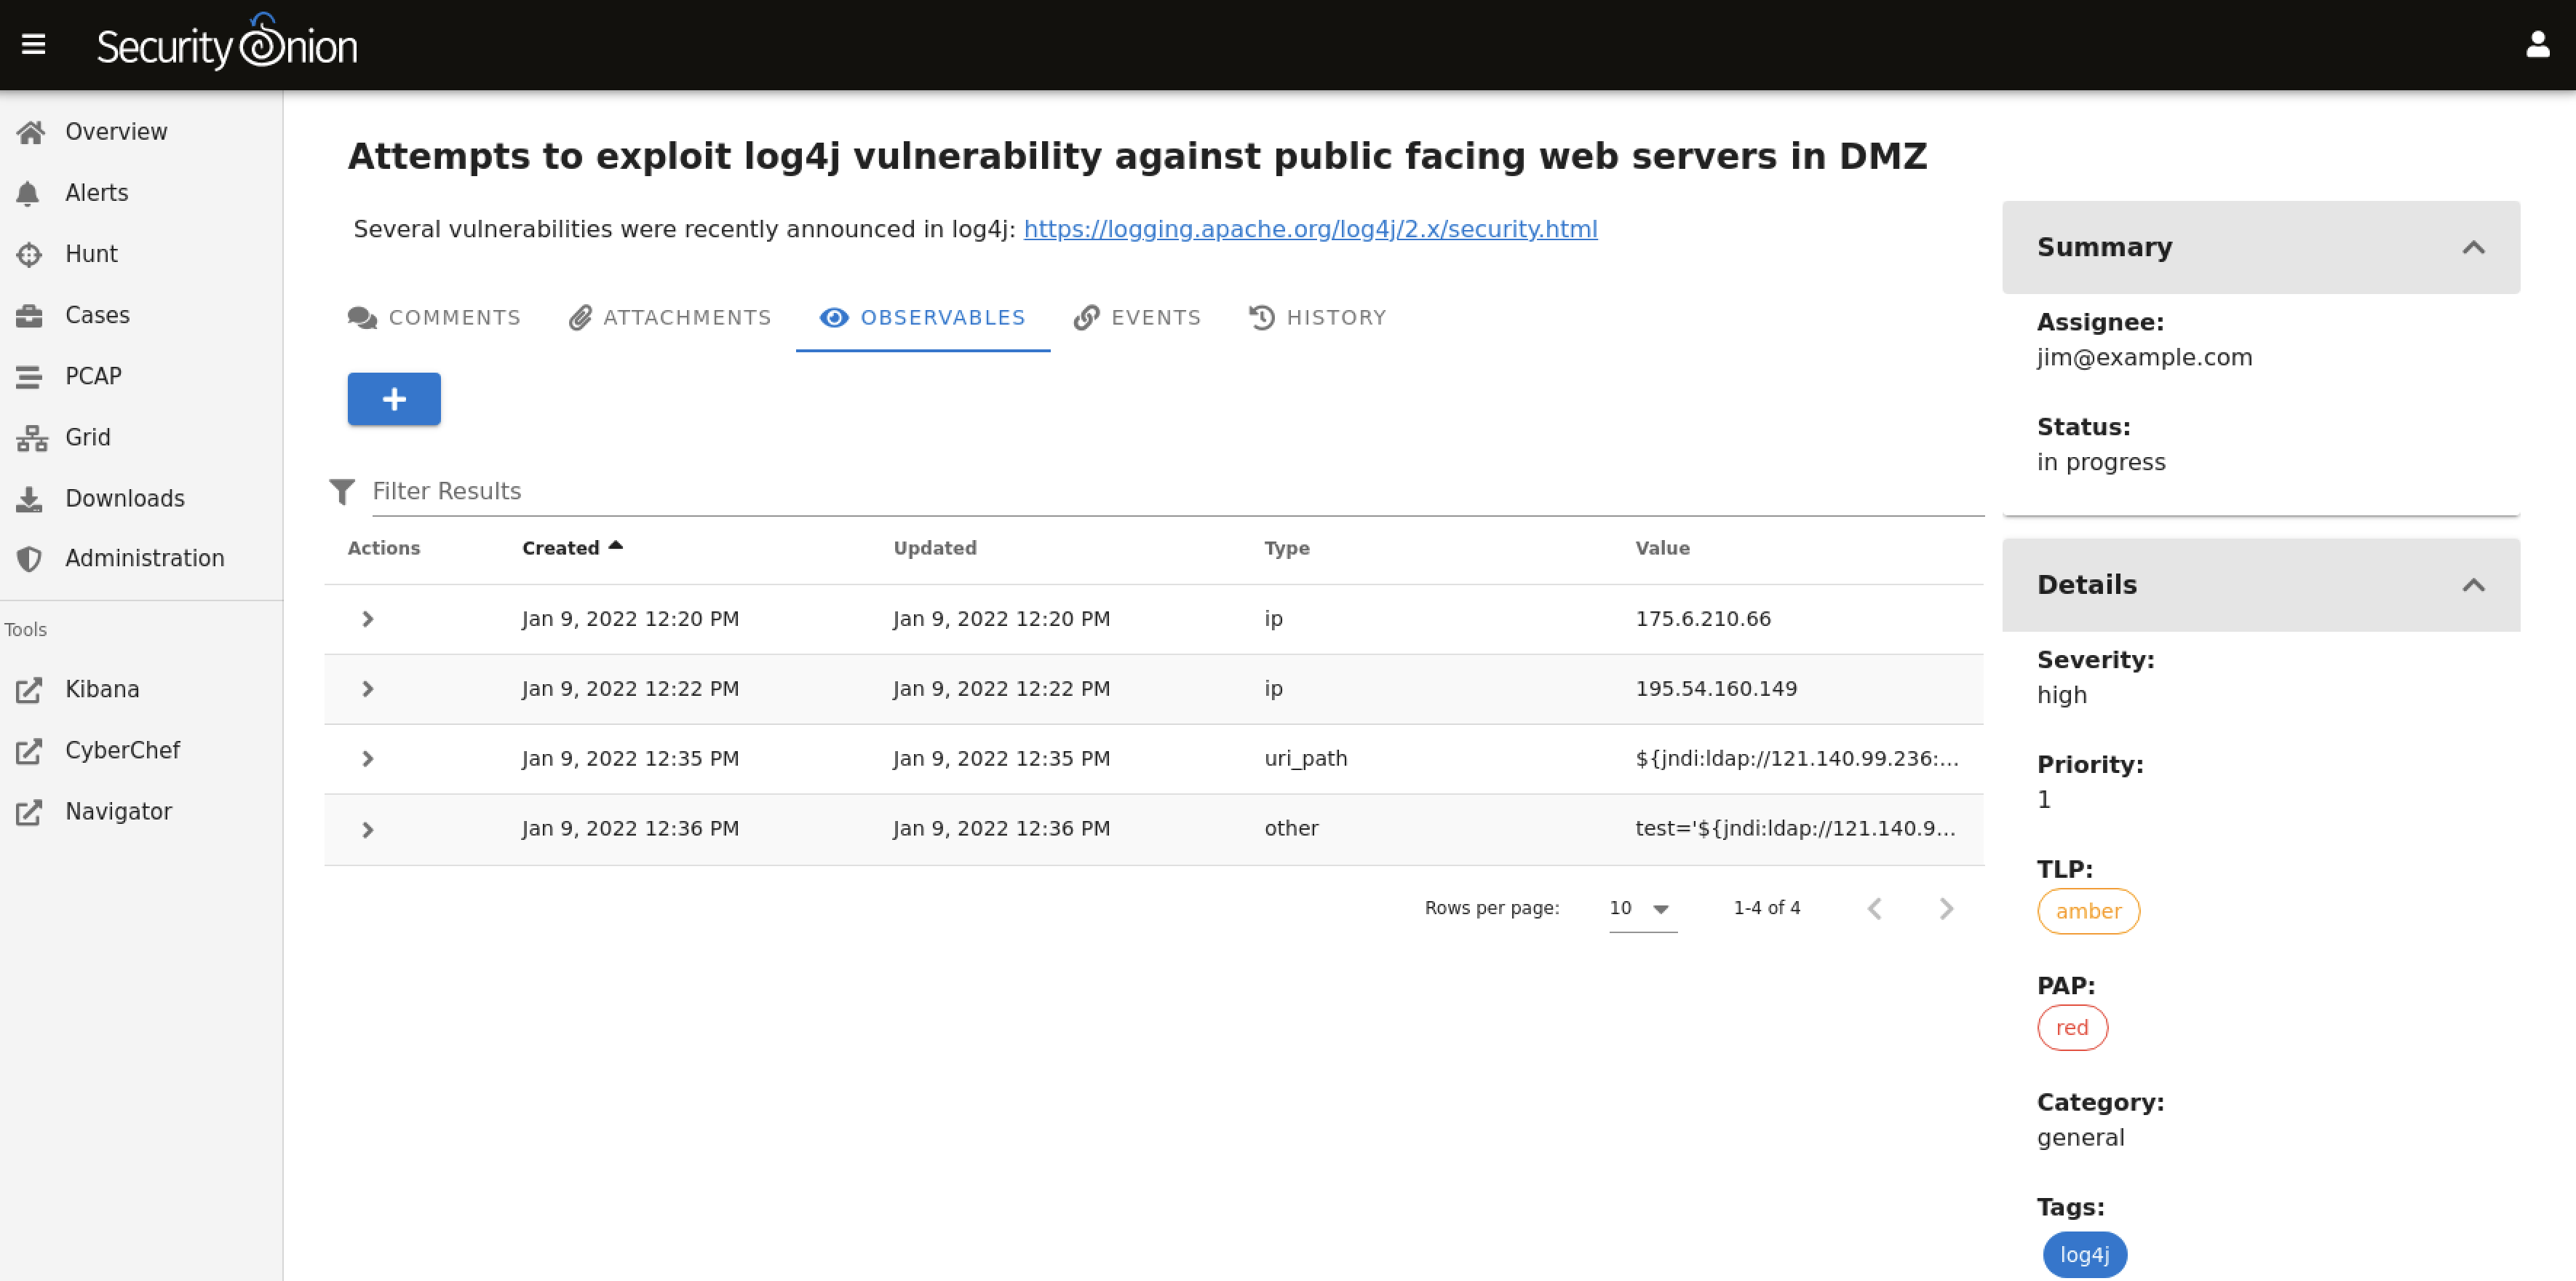 Security Onion
Overview
Alerts
Hunt
Cases
PCAP
Grid
Downloads
Administration
Tools
Kibana
CyberChef
Navigator
Attempts to exploit log4j vulnerability against public facing web servers in DMZ
Several vulnerabilities were recently announced in log4j: https://logging.apache.org/log4j/2.x/security.html
COMMENTS ATTACHMENTS OBSERVABLES EVENTS HISTORY
+
Filter Results
Actions Created Updated Type Value
Jan 9, 2022 12:20 PM Jan 9, 2022 12:20 PM ip 175.6.210.66
Jan 9, 2022 12:22 PM Jan 9, 2022 12:22 PM ip 195.54.160.149
Jan 9, 2022 12:35 PM Jan 9, 2022 12:35 PM uri_path ${jndi:ldap://121.140.99.236:...
Jan 9, 2022 12:36 PM Jan 9, 2022 12:36 PM other test='${jndi:ldap://121.140.9...
Rows per page: 10 1-4 of 4
Summary
Assignee:
jim@example.com
Status:
in progress
Details
Severity:
high
Priority:
1
TLP:
amber
PAP:
red
Category:
general
Tags:
log4j